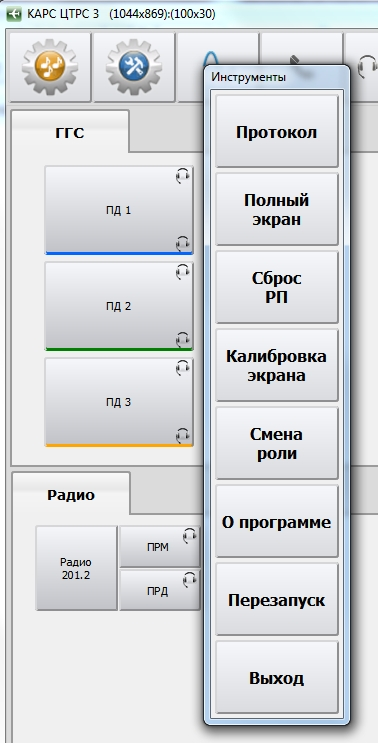 КАРС ЦТРС 3 (1044x869):(100x30)
Инструменты
Протокол
Полный
экран
Сброс
РП
Калибровка
экрана
Смена
роли
О программе
Перезапуск
Выход
ГГС
ПД 1
ПД 2
ПД 3
Радио
Радио
201.2
ПРМ
ПРД